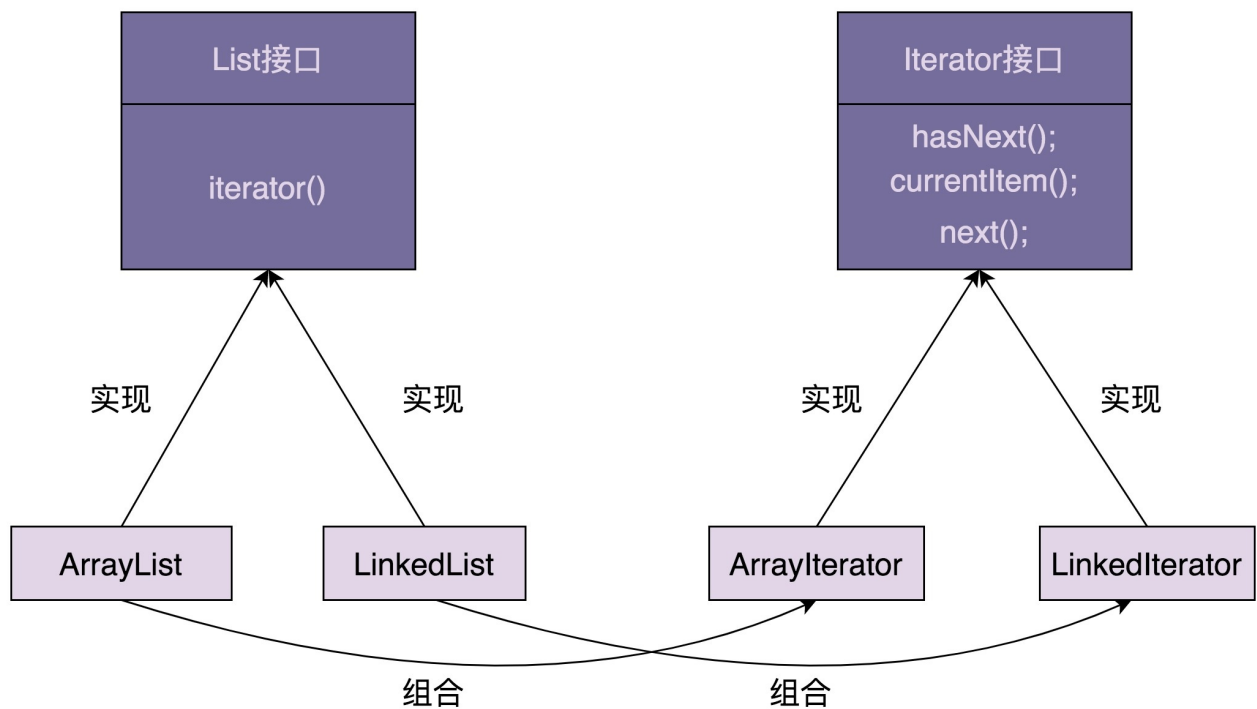 List接口
iterator()
Iterator接口
hasNext();
currentItem();
next();
实现
实现
实现
实现
ArrayList
LinkedList
ArrayIterator
LinkedIterator
组合
组合